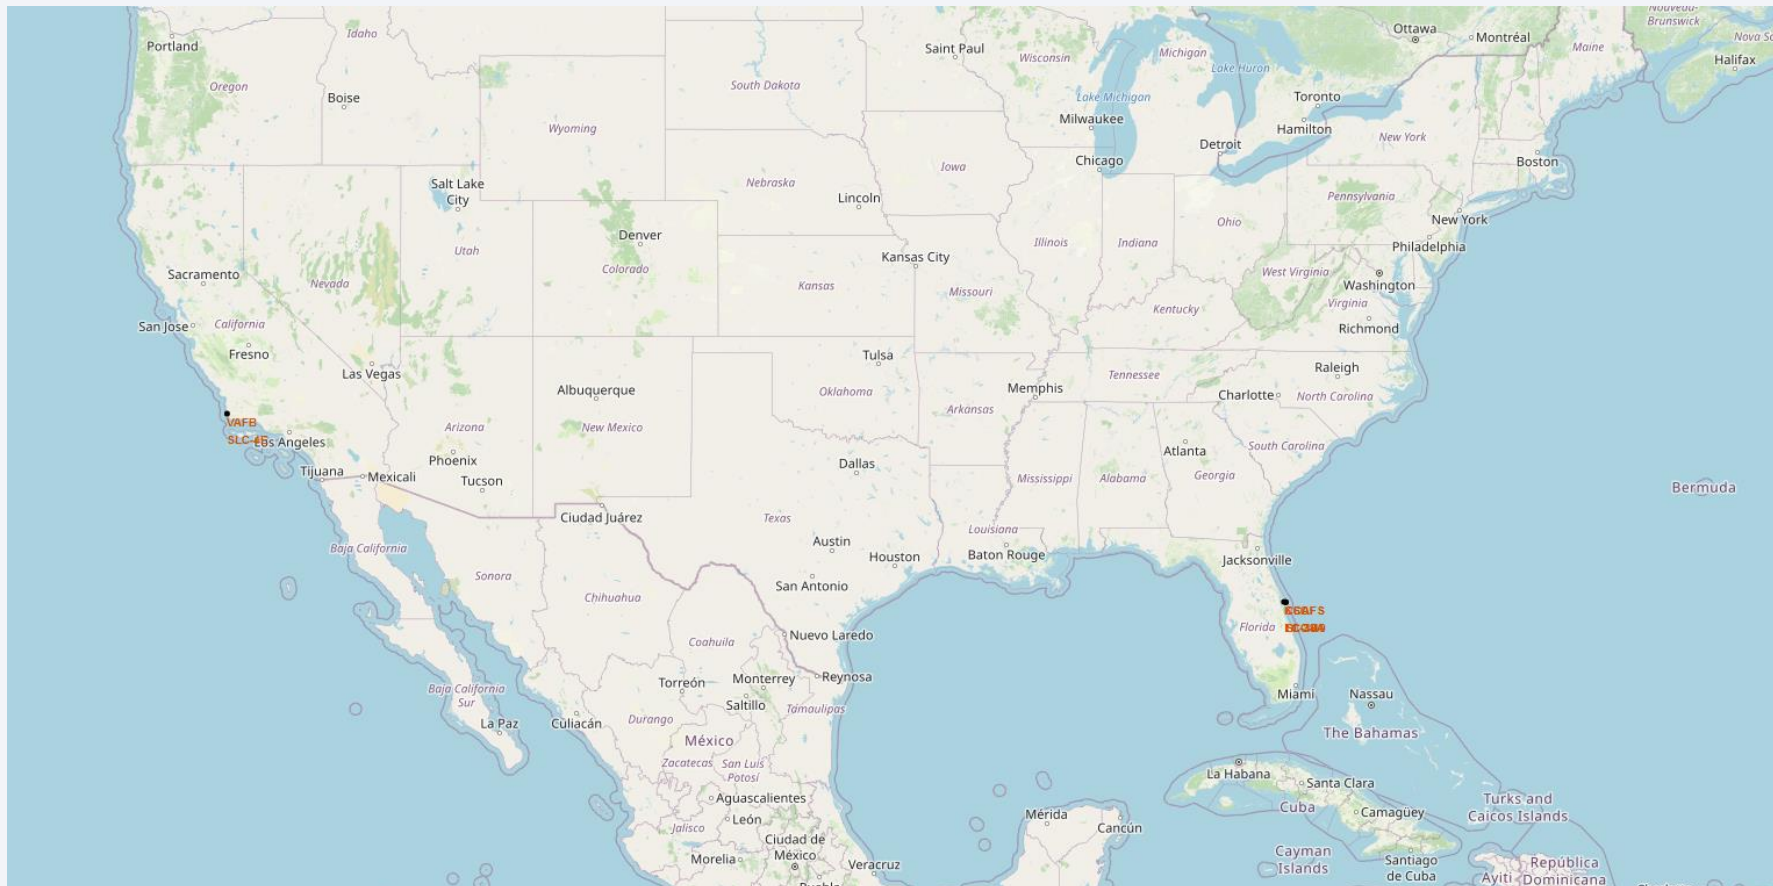 Nouveau-
Brunswick
Ottawa
Montréal
Idaho
Portland
Saint Paul
Wisconsin
Michigan
Maine
Nova Sc
Halifax
Oregon
Boise
South Dakota
Lake Huron
Lake Michigan
Toronto
Milwaukee
Hamilton
Wyoming
New York
Detroit
Chicago
Boston
Iowa
Salt Lake
City
Nebraska
Lincoln
Pennsylvania
New York
Ohio
Denver
Utah
Colorado
Kansas City
Illinois
Indiana
Philadelphia
Sacramento
Nevada
Kansas
Missouri
West Virginia
Washington
Virginia
Kentucky
San Jose
California
Richmond
Fresno
Las Vegas
Tulsa
Raleigh
Tennessee
Albuquerque
Oklahoma
Memphis
Charlotte
North Carolina
Arkansas
VAFB
SLC-4E
Los Angeles
Arizona
New Mexico
South Carolina
Atlanta
Phoenix
Dallas
Tijuana
Mexicali
Tucson
Mississippi
Alabama
Georgia
Bermuda
Ciudad Juárez
Texas
Louisiana
Austin
Baja California
Houston
Baton Rouge
Jacksonville
Sonora
San Antonio
Chihuahua
Florida
Coahuila
Nuevo Laredo
Torreón
Monterrey
Reynosa
Baja California
Sur
Saltillo
Tamaulipas
Miami
Nassau
La Paz
Culiacán
Durango
México
The Bahamas
Zacatecas
San Luis
Potosí
La Habana
Santa Clara
Aguascalientes
Cuba
Camagüey
Turks and
Caicos Islands
León
Jalisco
Mérida
Cancún
Ciudad de
México
Morelia
Veracruz
Cayman
Islands
Santiago
de Cuba
República
Dominicana
Ayiti